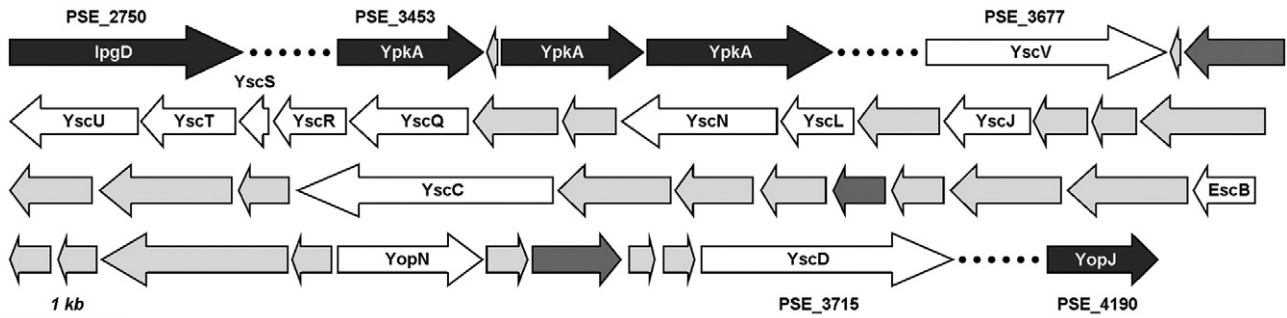 PSE_2750 PSE_3453 PSE_3677
IpgD YpkA YpkA YpkA YscV
YscS
YscU YscT YscR YscQ YscN YscL YscJ
YscC EscB
YopN YscD YopJ
1 kb PSE_3715 PSE_4190